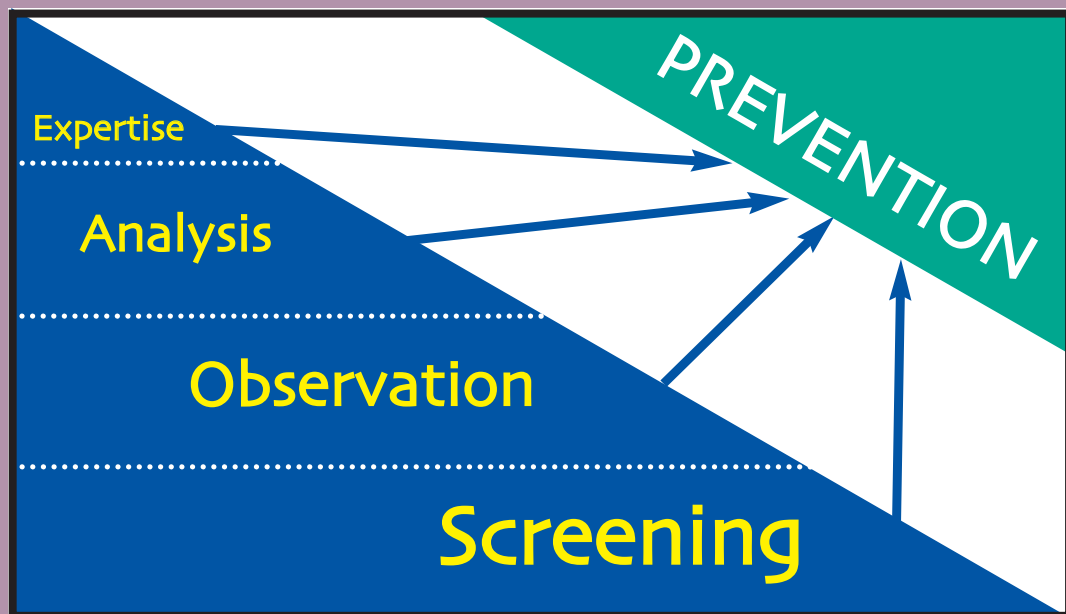 PREVENTION
Expertise
Analysis
Observation
Screening